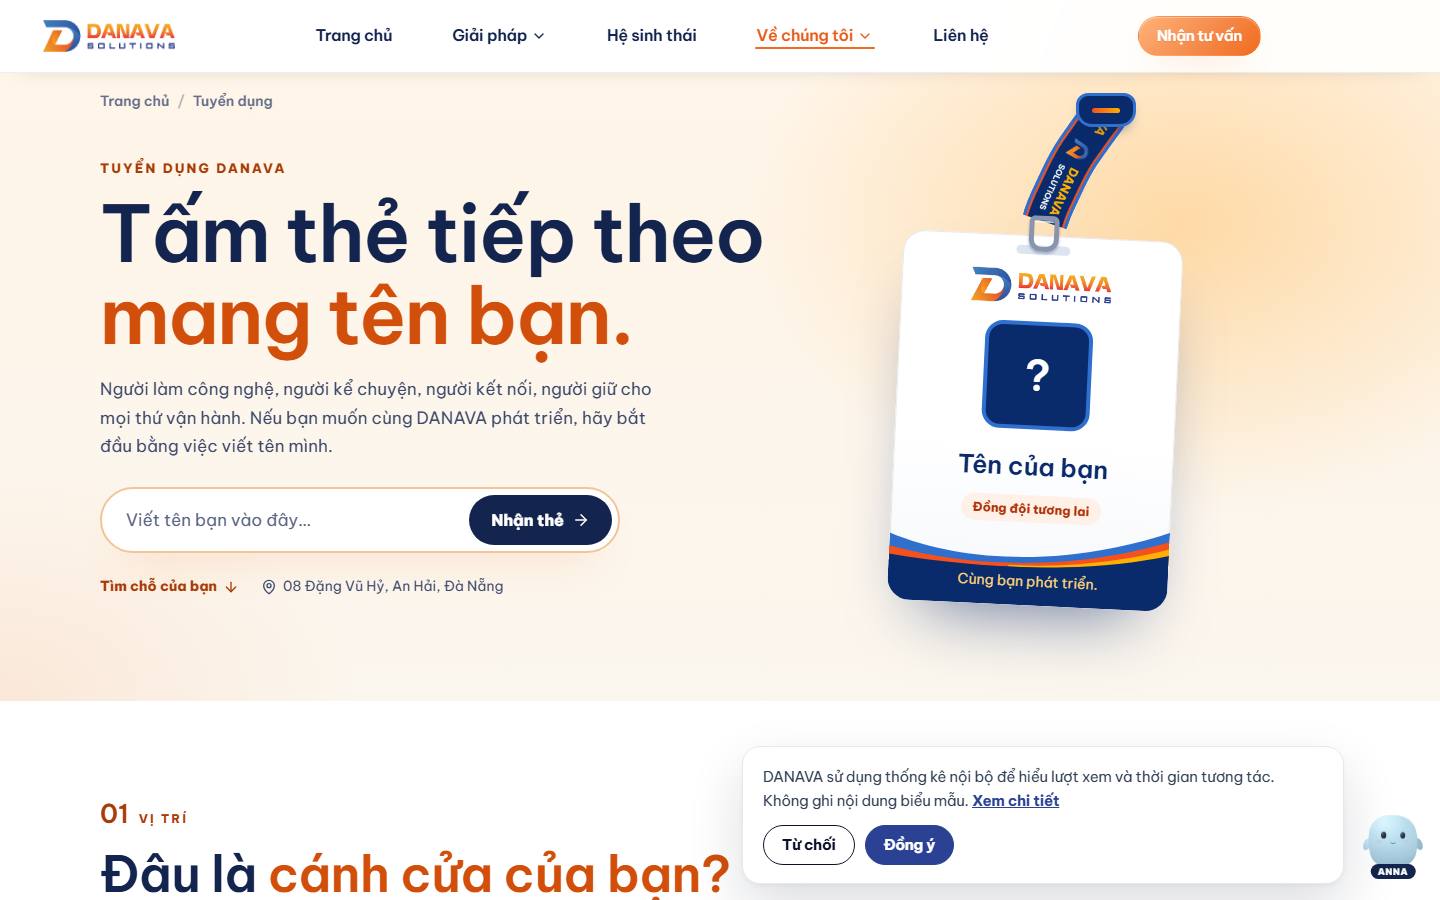 DANAVA
SOLUTIONS
Trang chủ
Giải pháp
Hệ sinh thái
Về chúng tôi
Liên hệ
Nhận tư vấn
Trang chủ / Tuyển dụng
TUYỂN DỤNG DANAVA
Tấm thẻ tiếp theo
mang tên bạn.
Người làm công nghệ, người kể chuyện, người kết nối, người giữ cho
mọi thứ vận hành. Nếu bạn muốn cùng DANAVA phát triển, hãy bắt
đầu bằng việc viết tên mình.
Viết tên bạn vào đây...
Nhận thẻ
Tìm chỗ của bạn
08 Đặng Vũ Hỷ, An Hải, Đà Nẵng
DANAVA
SOLUTIONS
DANAVA
SOLUTIONS
?
Tên của bạn
Đồng đội tương lai
Cùng bạn phát triển.
01 VỊ TRÍ
Đâu là cánh cửa của bạn?
DANAVA sử dụng thống kê nội bộ để hiểu lượt xem và thời gian tương tác.
Không ghi nội dung biểu mẫu. Xem chi tiết
Từ chối
Đồng ý
ANNA